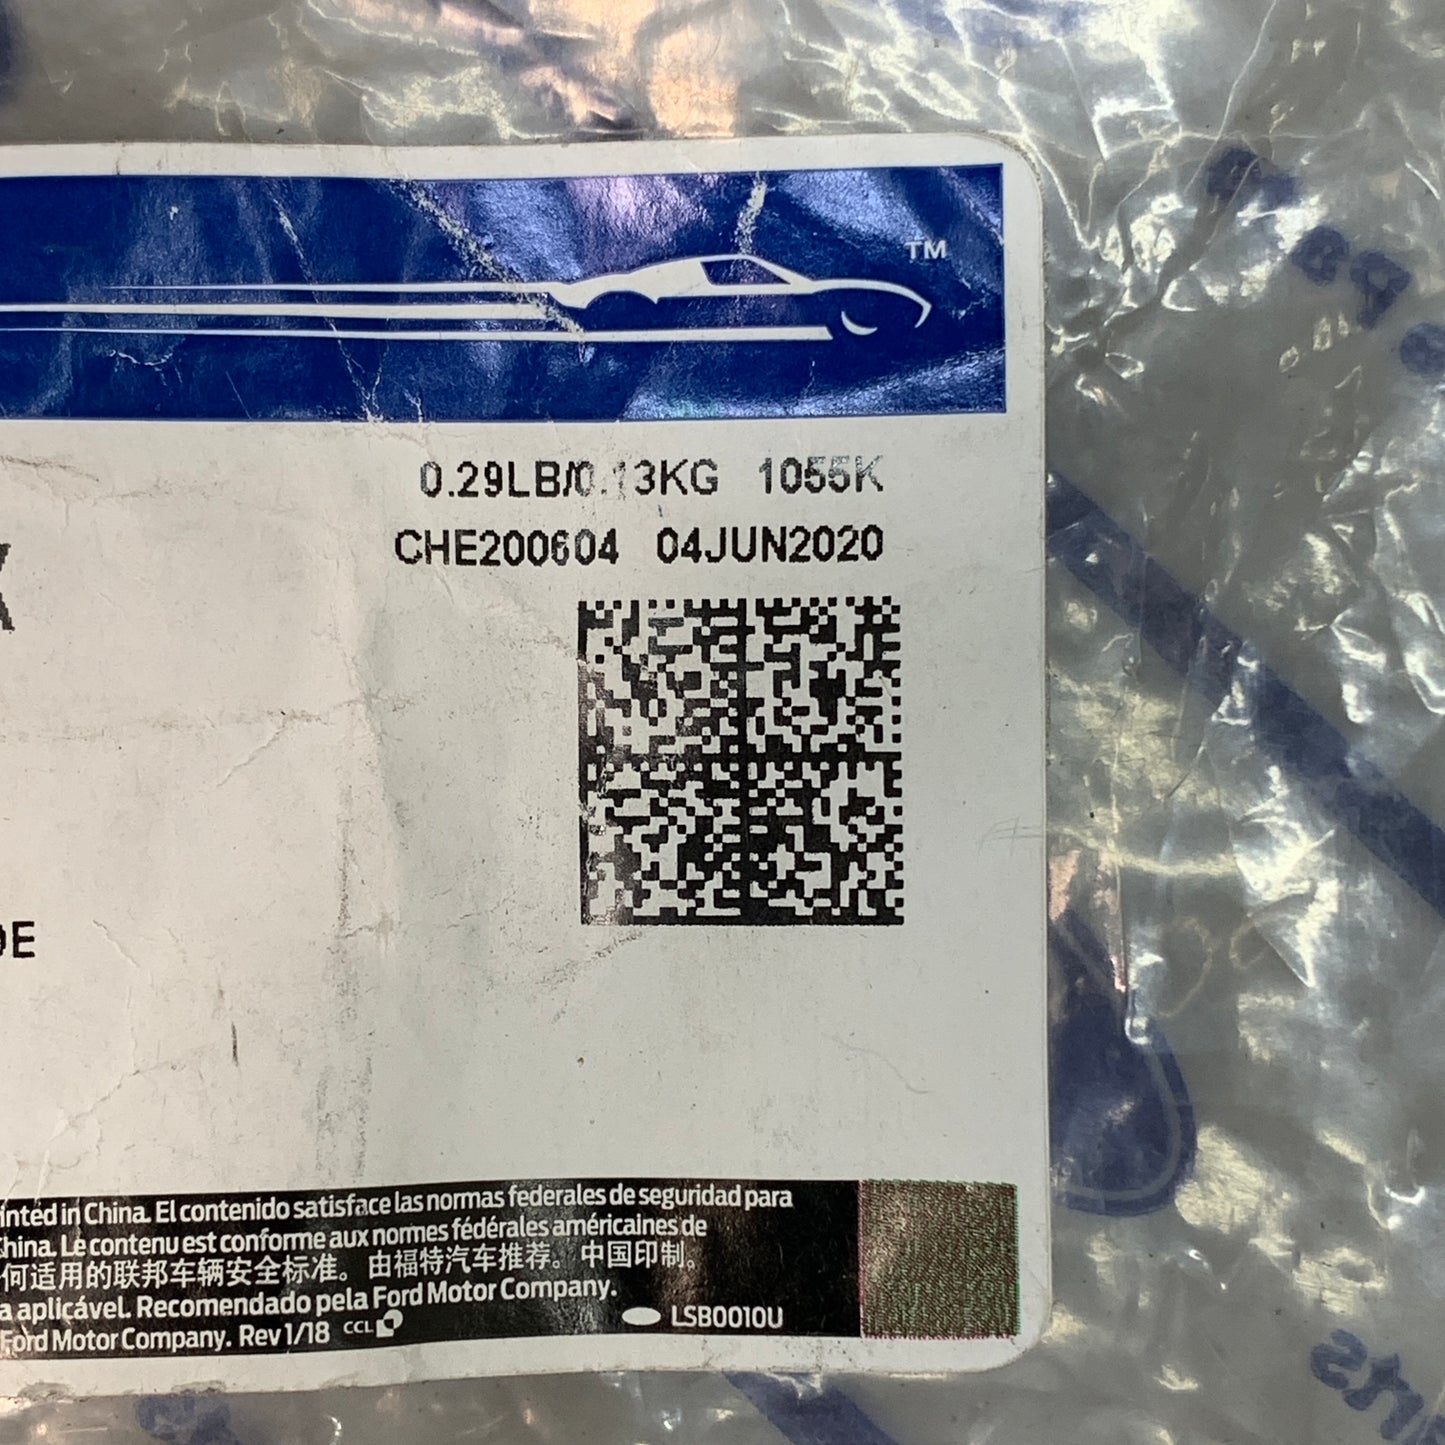 TM
0.29LB/0.13KG 1055K
CHE200604 04JUN2020
in China. El contenido satisface las normas federales de seguridad para
Le contenu est conforme aux normes fédérales américaines de
何适用的联邦车辆安全标准。由福特汽车推荐。中国印制。
a aplicável. Recomendado pela Ford Motor Company.
Ford Motor Company. Rev 1/18 CCL
LSB0010U